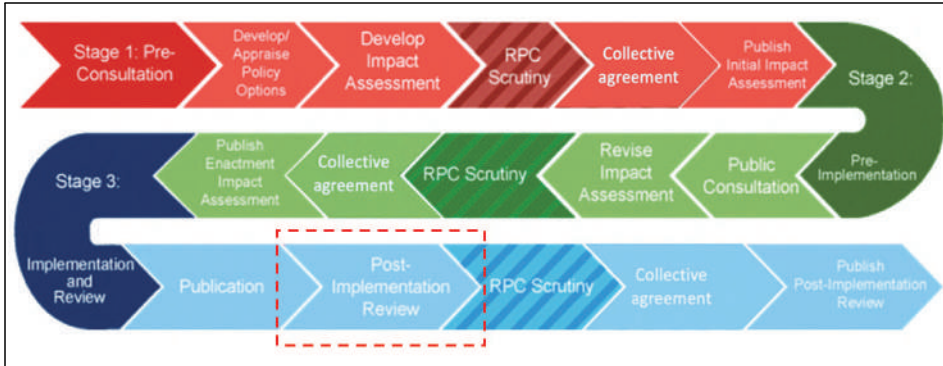 Stage 1: Pre-
Consultation
Develop/
Appraise
Policy
Options
Develop
Impact
Assessment
RPC
Scrutiny
Collective
agreement
Publish
Initial Impact
Assessment
Stage 2:
Pre-
Implementation
Public
Consultation
Revise
Impact
Assessment
RPC Scrutiny
Collective
agreement
Publish
Enactment
Impact
Assessment
Stage 3:
Implementation
and
Review
Publication
Post-
Implementation
Review
RPC Scrutiny
Collective
agreement
Publish
Post-Implementation
Review